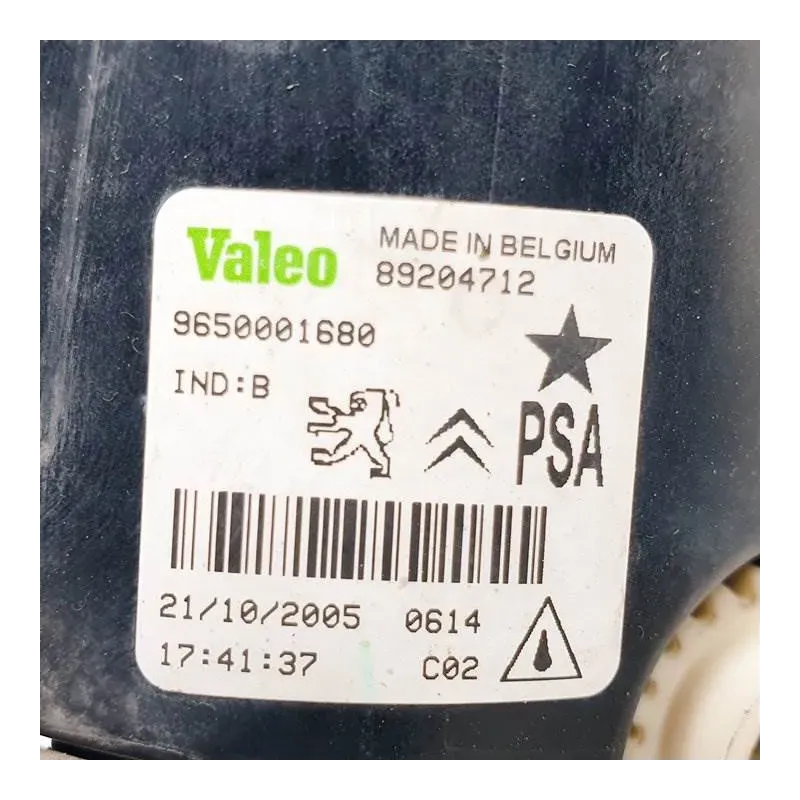 Valeo MADE IN BELGIUM
89204712
9650001680
IND:B
PSA
21/10/2005 0614
17:41:37 C02